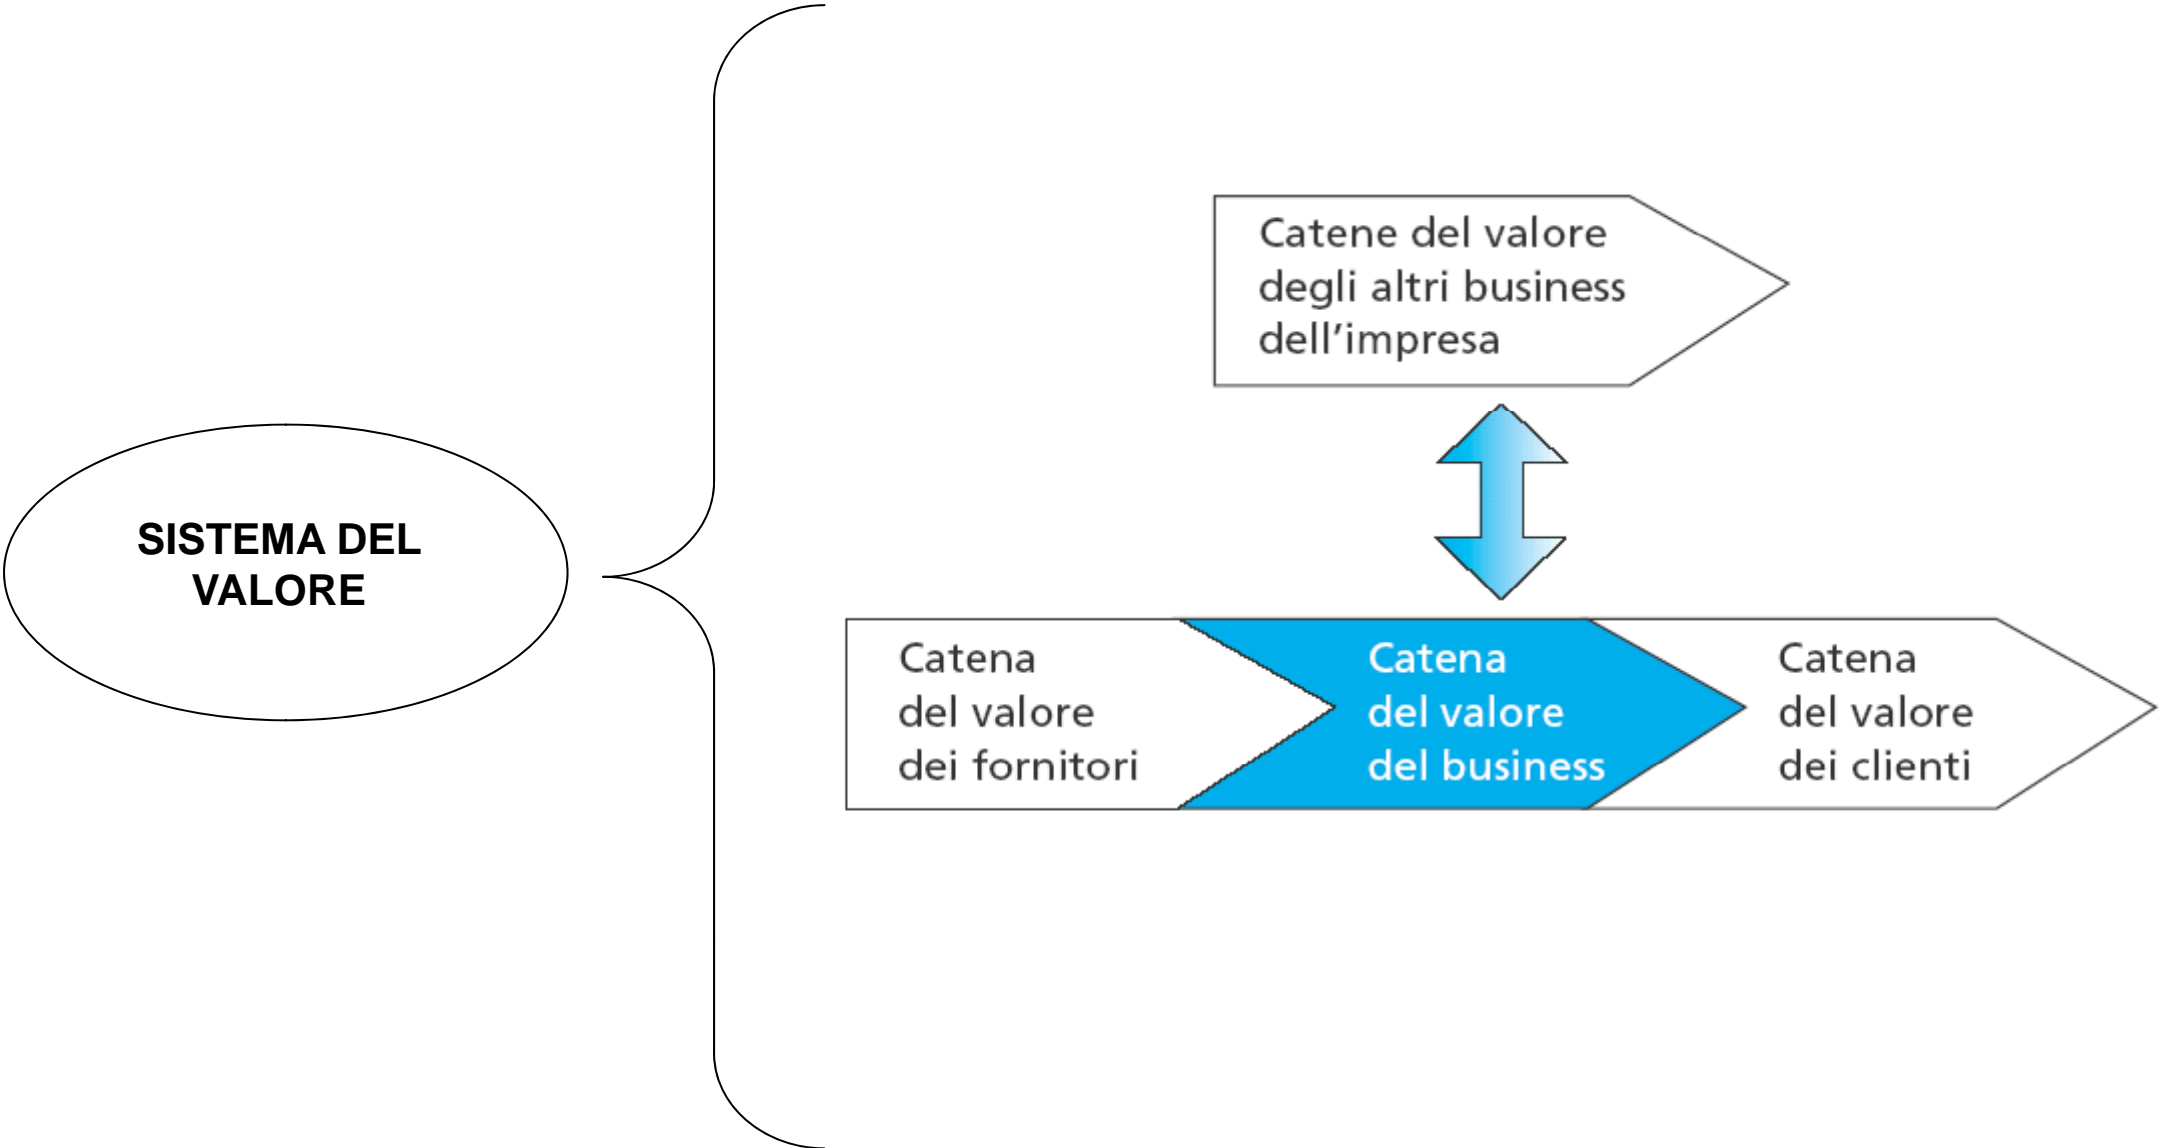 SISTEMA DEL
VALORE
Catene del valore
degli altri business
dell'impresa
Catena
del valore
dei fornitori
Catena
del valore
del business
Catena
del valore
dei clienti